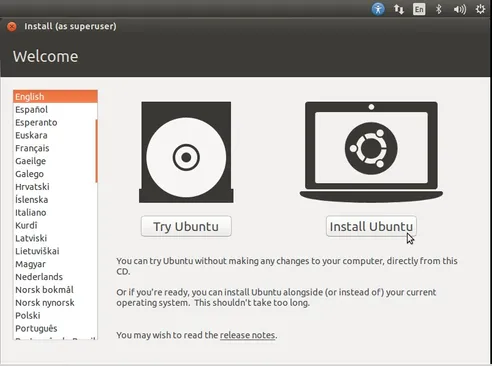 En
Install (as superuser)
Welcome
English
Español
Esperanto
Euskara
Français
Gaeilge
Galego
Hrvatski
Íslenska
Italiano
Kurdî
Latviski
Lietuviškai
Magyar
Nederlands
Norsk bokmål
Norsk nynorsk
Polski
Português
Try Ubuntu
Install Ubuntu
You can try Ubuntu without making any changes to your computer, directly from this
CD.
Or if you're ready, you can install Ubuntu alongside (or instead of) your current
operating system. This shouldn't take too long.
You may wish to read the release notes.